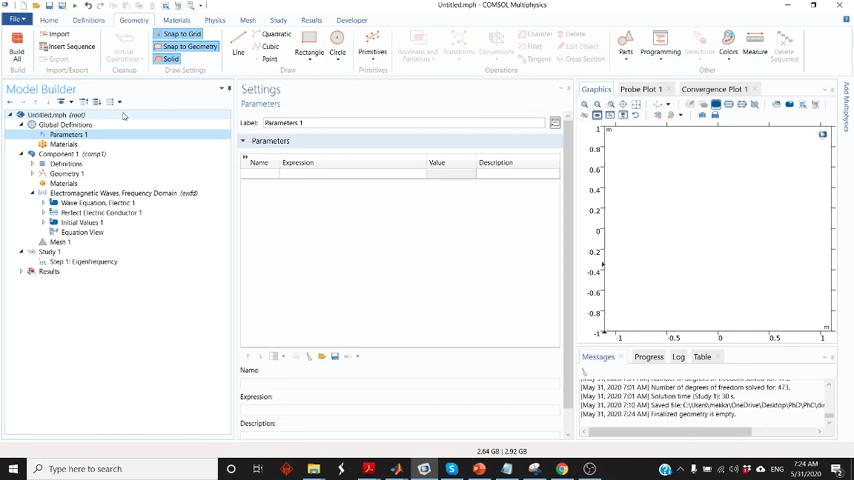 Untitled.mph - COMSOL Multiphysics
File Home Definitions Geometry Materials Physics Mesh Study Results Developer
Build All
Build
Import
Insert Sequence
Export
Import/Export
Virtual Operations
Cleanup
Snap to Grid
Snap to Geometry
Solid
Draw Settings
Line
Quadratic
Cubic
Point
Rectangle
Circle
Draw
Primitives
Primitives
Booleans and Partitions
Transforms
Conversions
Chamfer
Fillet
Tangent
Delete
Edit Object
Cross Section
Operations
Parts
Programming
Selections
Colors
Measure
Delete Sequence
Other
Model Builder
Untitled.mph (root)
Global Definitions
Parameters 1
Materials
Component 1 (comp1)
Definitions
Geometry 1
Materials
Electromagnetic Waves, Frequency Domain (ewfd)
Wave Equation, Electric 1
Perfect Electric Conductor 1
Initial Values 1
Equation View
Mesh 1
Study 1
Step 1: Eigenfrequency
Results
Settings
Parameters
Label: Parameters 1
Parameters
Name Expression Value Description
Name:
Expression:
Description:
Graphics Probe Plot 1 Convergence Plot 1
Add Multiphysics
1
m
0.8
0.6
0.4
0.2
0
-0.2
-0.4
-0.6
-0.8
-1
m
-1 -0.5 0 0.5 1
Messages Progress Log Table
[May 31, 2020 7:01 AM] Number of degrees of freedom solved for: 473.
[May 31, 2020 7:01 AM] Solution time (Study 1): 30 s.
[May 31, 2020 7:10 AM] Saved file: C:\Users\mekka\OneDrive\Desktop\PhD\PhC\dir
[May 31, 2020 7:24 AM] Finalized geometry is empty.
2.64 GB | 2.92 GB
Type here to search
7:24 AM
5/31/2020